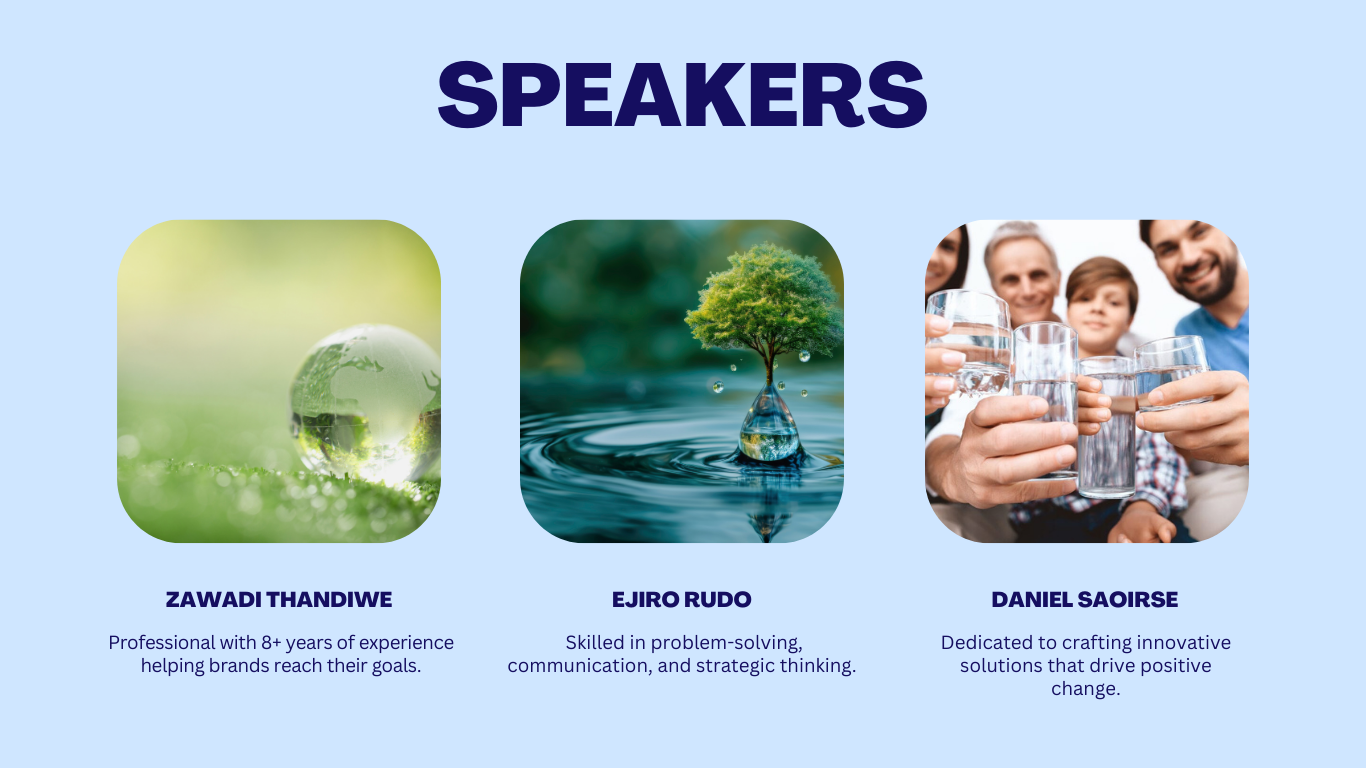 SPEAKERS
ZAWADI THANDIWE
Professional with 8+ years of experience
helping brands reach their goals.
EJIRO RUDO
Skilled in problem-solving,
communication, and strategic thinking.
DANIEL SAOIRSE
Dedicated to crafting innovative
solutions that drive positive
change.